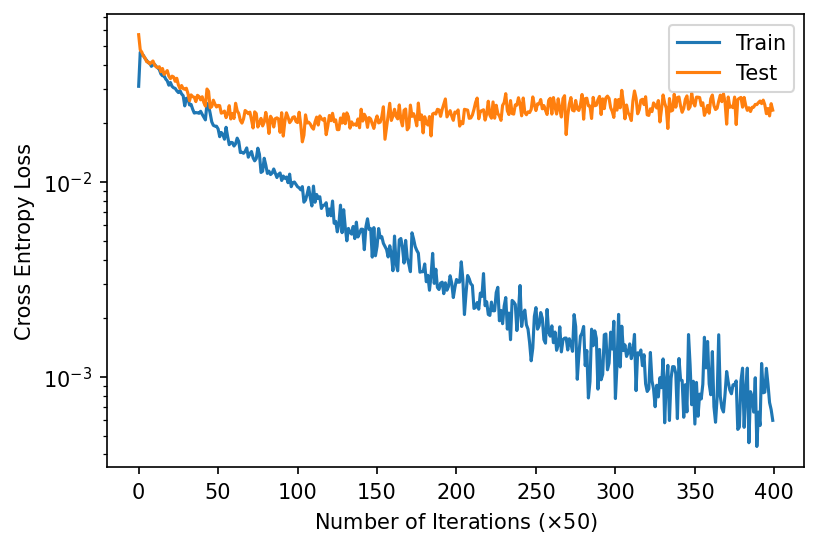 Train
Test
Cross Entropy Loss
10⁻²
10⁻³
0 50 100 150 200 250 300 350 400
Number of Iterations (×50)